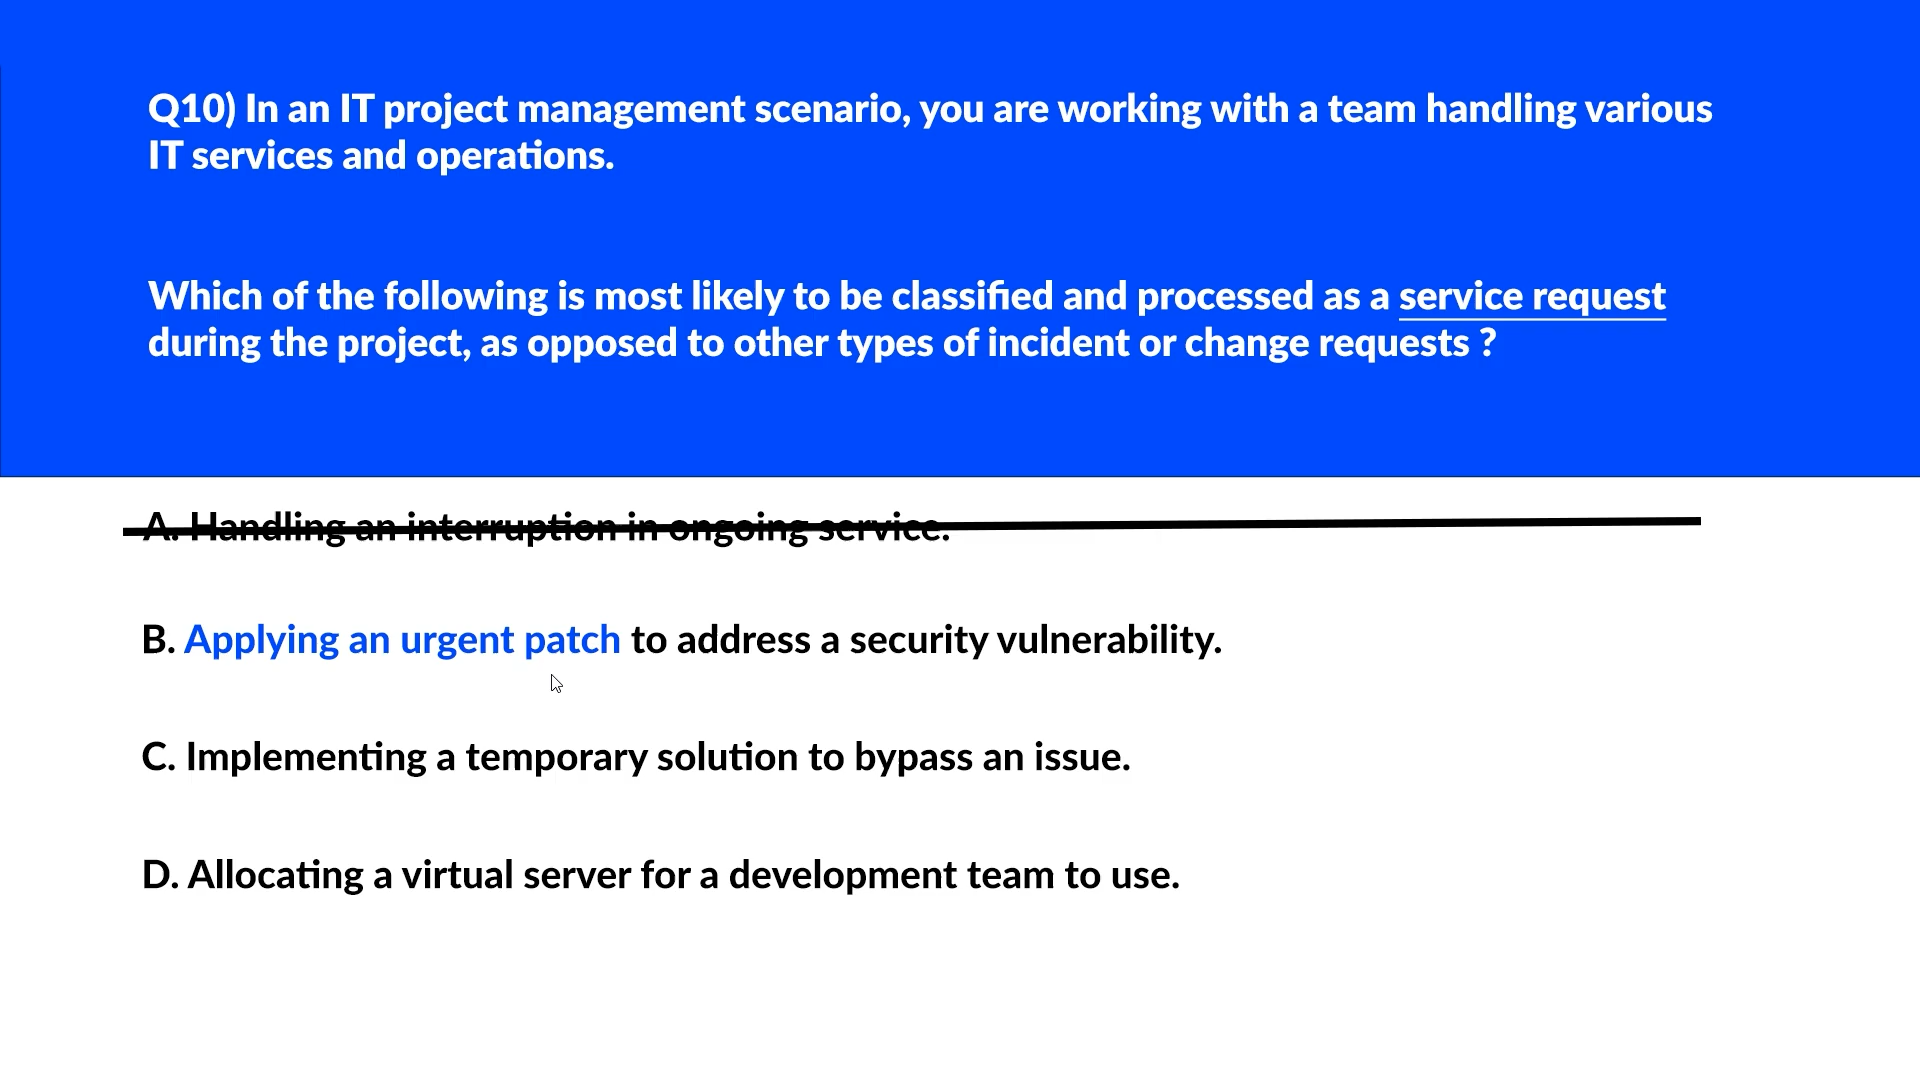 Q10) In an IT project management scenario, you are working with a team handling various
IT services and operations.
Which of the following is most likely to be classified and processed as a service request
during the project, as opposed to other types of incident or change requests ?
A. Handling an interruption in ongoing service.
B. Applying an urgent patch to address a security vulnerability.
C. Implementing a temporary solution to bypass an issue.
D. Allocating a virtual server for a development team to use.